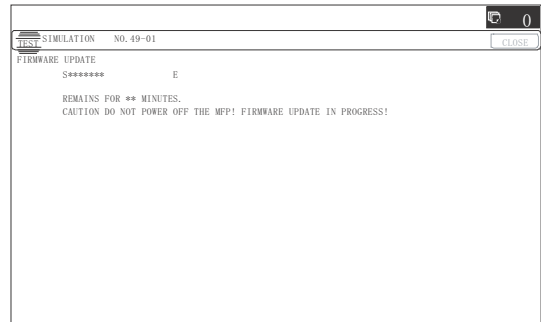 0
TEST SIMULATION NO.49-01
CLOSE
FIRMWARE UPDATE
S******* E
REMAINS FOR ** MINUTES.
CAUTION DO NOT POWER OFF THE MFP! FIRMWARE UPDATE IN PROGRESS!